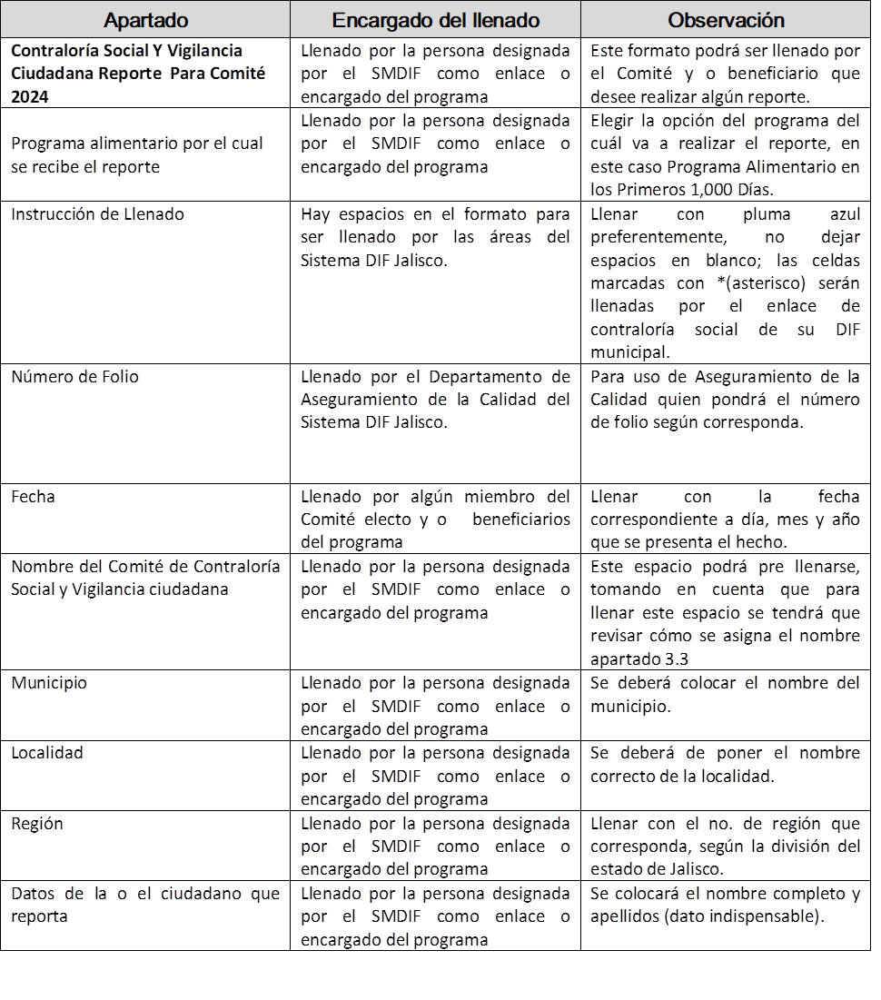 Apartado
Encargado del llenado
Observación
Contraloría Social Y Vigilancia
Ciudadana Reporte Para Comité
2024
Llenado por la persona designada
por el SMDIF como enlace o
encargado del programa
Este formato podrá ser llenado por
el Comité y o beneficiario que
desee realizar algún reporte.
Programa alimentario por el cual
se recibe el reporte
Llenado por la persona designada
por el SMDIF como enlace o
encargado del programa
Elegir la opción del programa del
cuál va a realizar el reporte, en
este caso Programa Alimentario en
los Primeros 1,000 Días.
Instrucción de Llenado
Hay espacios en el formato para
ser llenado por las áreas del
Sistema DIF Jalisco.
Llenar con pluma azul
preferentemente, no dejar
espacios en blanco; las celdas
marcadas con *(asterisco) serán
llenadas por el enlace de
contraloría social de su DIF
municipal.
Número de Folio
Llenado por el Departamento de
Aseguramiento de la Calidad del
Sistema DIF Jalisco.
Para uso de Aseguramiento de la
Calidad quien pondrá el número
de folio según corresponda.
Fecha
Llenado por algún miembro del
Comité electo y o beneficiarios
del programa
Llenar con la fecha
correspondiente a día, mes y año
que se presenta el hecho.
Nombre del Comité de Contraloría
Social y Vigilancia ciudadana
Llenado por la persona designada
por el SMDIF como enlace o
encargado del programa
Este espacio podrá pre llenarse,
tomando en cuenta que para
llenar este espacio se tendrá que
revisar cómo se asigna el nombre
apartado 3.3
Municipio
Llenado por la persona designada
por el SMDIF como enlace o
encargado del programa
Se deberá colocar el nombre del
municipio.
Localidad
Llenado por la persona designada
por el SMDIF como enlace o
encargado del programa
Se deberá de poner el nombre
correcto de la localidad.
Región
Llenado por la persona designada
por el SMDIF como enlace o
encargado del programa
Llenar con el no. de región que
corresponda, según la división del
estado de Jalisco.
Datos de la o el ciudadano que
reporta
Llenado por la persona designada
por el SMDIF como enlace o
encargado del programa
Se colocará el nombre completo y
apellidos (dato indispensable).